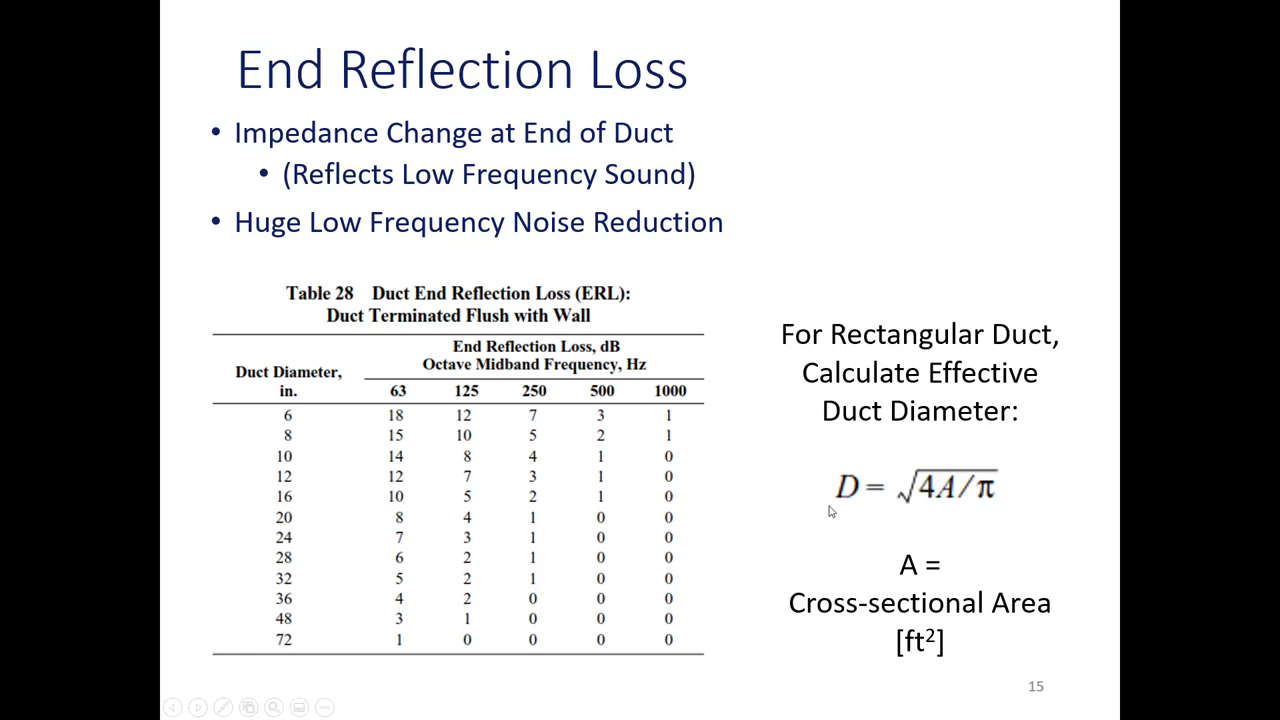 End Reflection Loss
• Impedance Change at End of Duct
• (Reflects Low Frequency Sound)
• Huge Low Frequency Noise Reduction
Table 28 Duct End Reflection Loss (ERL):
Duct Terminated Flush with Wall
End Reflection Loss, dB
Duct Diameter, Octave Midband Frequency, Hz
in. 63 125 250 500 1000
6 18 12 7 3 1
8 15 10 5 2 1
10 14 8 4 1 0
12 12 7 3 1 0
16 10 5 2 1 0
20 8 4 1 0 0
24 7 3 1 0 0
28 6 2 1 0 0
32 5 2 1 0 0
36 4 2 0 0 0
48 3 1 0 0 0
72 1 0 0 0 0
For Rectangular Duct,
Calculate Effective
Duct Diameter:
D = √4A/π
A =
Cross-sectional Area
[ft²]
15